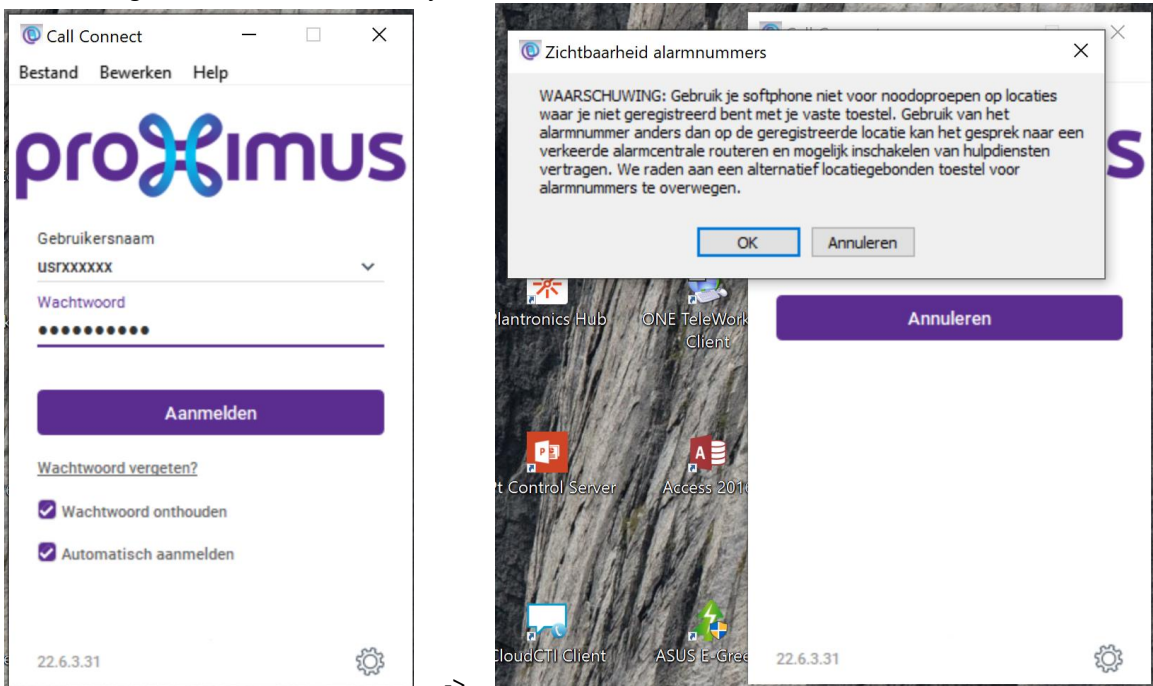 Call Connect
Bestand Bewerken Help
proximus
Gebruikersnaam
usrxxxxxx
Wachtwoord
Aanmelden
Wachtwoord vergeten?
Wachtwoord onthouden
Automatisch aanmelden
22.6.3.31
Zichtbaarheid alarmnummers
WAARSCHUWING: Gebruik je softphone niet voor noodoproepen op locaties
waar je niet geregistreerd bent met je vaste toestel. Gebruik van het
alarmnummer anders dan op de geregistreerde locatie kan het gesprek naar een
verkeerde alarmcentrale routeren en mogelijk inschakelen van hulpdiensten
vertragen. We raden aan een alternatief locatiegebonden toestel voor
alarmnummers te overwegen.
OK Annuleren
s
lantronics Hub
ONE TeleWork
Client
Annuleren
t Control Server
Access 2016
CloudCTI Client
ASUS E-Gree
22.6.3.31